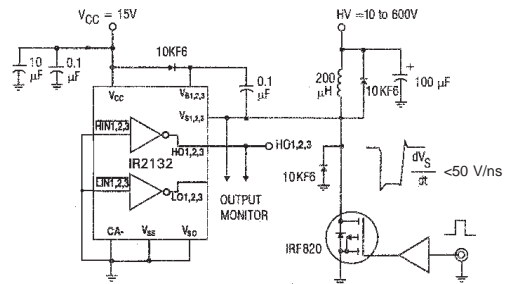 V_CC = 15V
HV =10 to 600V
10KF6
10 μF
0.1 μF
0.1 μF
200 μH
10KF6
+
100 μF
V_CC
V_B1,2,3
V_S1,2,3
HIN1,2,3
HO1,2,3
HO1,2,3
IR2132
LIN1,2,3
LO1,2,3
OUTPUT MONITOR
10KF6
dV_S/dt <50 V/ns
CA-
V_SS
V_SO
IRF820